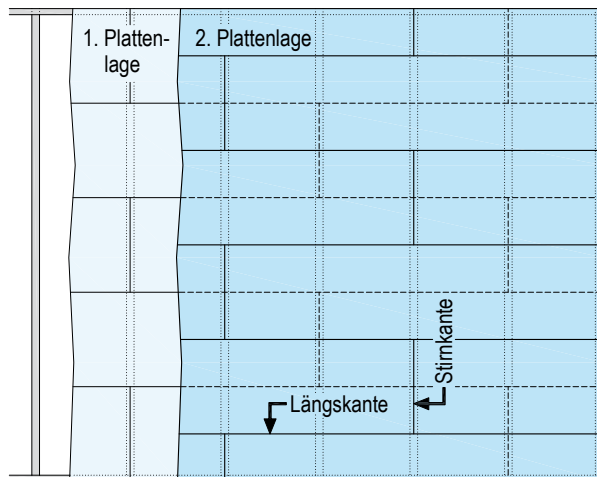 1. Platten-
lage
2. Plattenlage
Stirnkante
Längskante